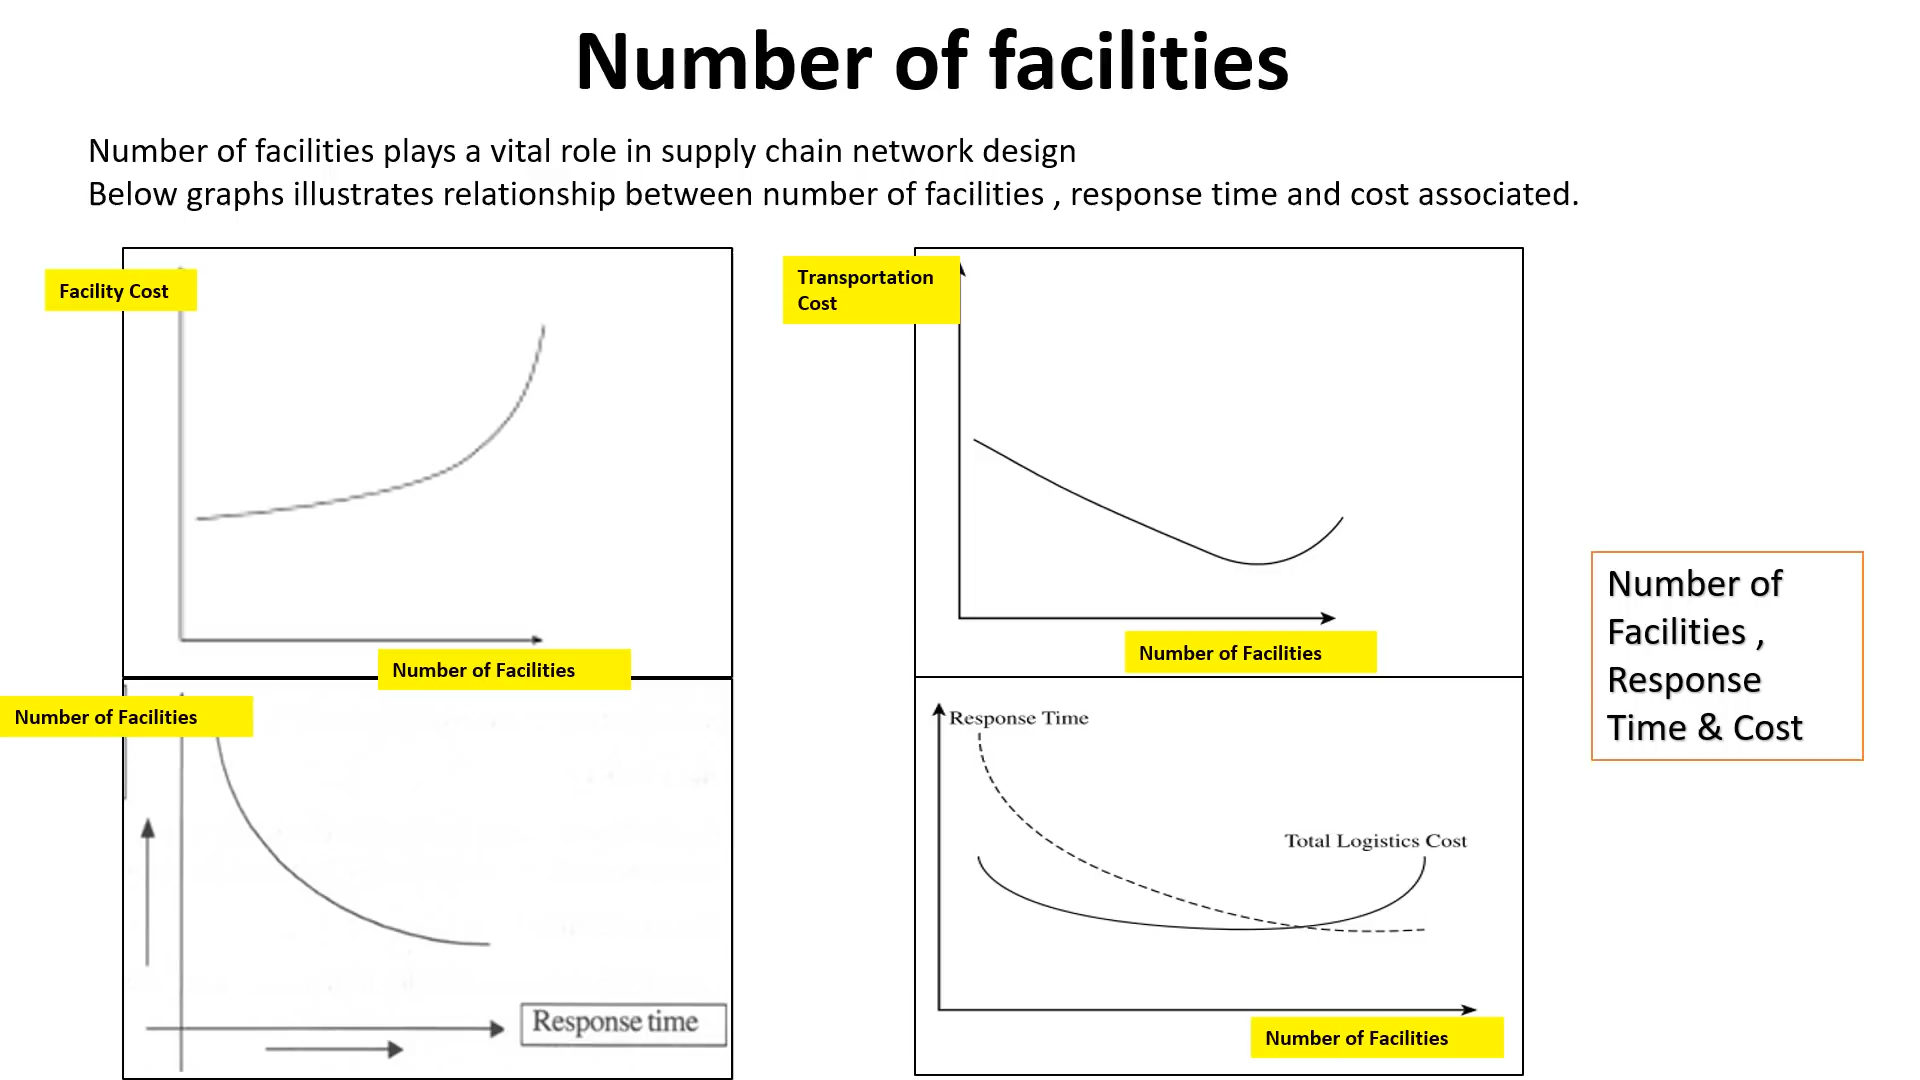 Number of facilities
Number of facilities plays a vital role in supply chain network design
Below graphs illustrates relationship between number of facilities , response time and cost associated.
Facility Cost
Number of Facilities
Transportation
Cost
Number of Facilities
Number of Facilities
Response time
Response Time
Total Logistics Cost
Number of Facilities
Number of
Facilities ,
Response
Time & Cost